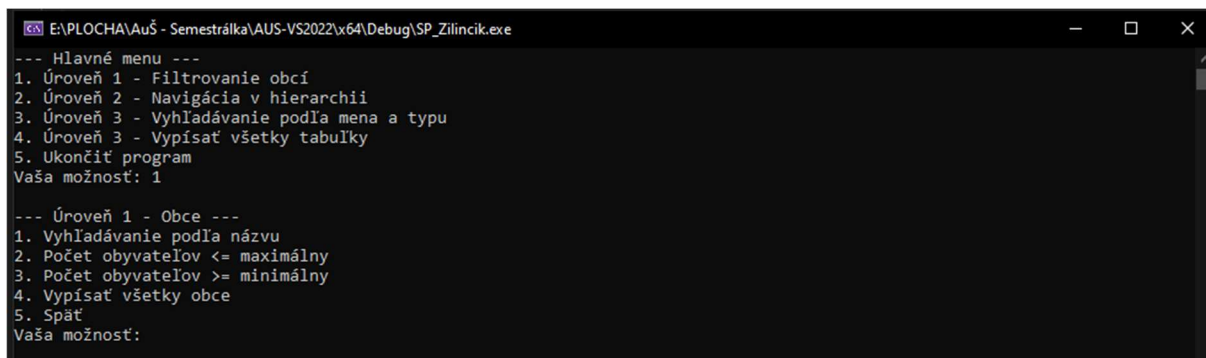 E:\PLOCHA\AuŠ - Semestrálka\AUS-VS2022\x64\Debug\SP_Zilincik.exe
--- Hlavné menu ---
1. Úroveň 1 - Filtrovanie obcí
2. Úroveň 2 - Navigácia v hierarchii
3. Úroveň 3 - Vyhľadávanie podľa mena a typu
4. Úroveň 3 - Vypísať všetky tabuľky
5. Ukončiť program
Vaša možnosť: 1
--- Úroveň 1 - Obce ---
1. Vyhľadávanie podľa názvu
2. Počet obyvateľov <= maximálny
3. Počet obyvateľov >= minimálny
4. Vypísať všetky obce
5. Späť
Vaša možnosť: